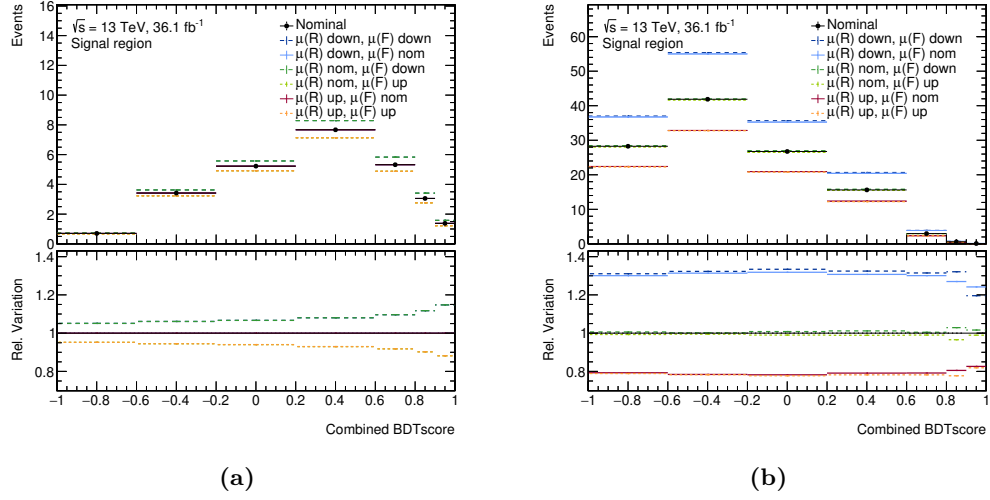 Events
16
14
12
10
8
6
4
2
0
√s = 13 TeV, 36.1 fb⁻¹
Signal region
Nominal
μ(R) down, μ(F) down
μ(R) down, μ(F) nom
μ(R) nom, μ(F) down
μ(R) nom, μ(F) up
μ(R) up, μ(F) nom
μ(R) up, μ(F) up
Rel. Variation
1.4
1.2
1
0.8
−1 −0.8 −0.6 −0.4 −0.2 0 0.2 0.4 0.6 0.8 1
Combined BDTscore
(a)
Events
60
50
40
30
20
10
0
√s = 13 TeV, 36.1 fb⁻¹
Signal region
Nominal
μ(R) down, μ(F) down
μ(R) down, μ(F) nom
μ(R) nom, μ(F) down
μ(R) nom, μ(F) up
μ(R) up, μ(F) nom
μ(R) up, μ(F) up
Rel. Variation
1.4
1.2
1
0.8
−1 −0.8 −0.6 −0.4 −0.2 0 0.2 0.4 0.6 0.8 1
Combined BDTscore
(b)